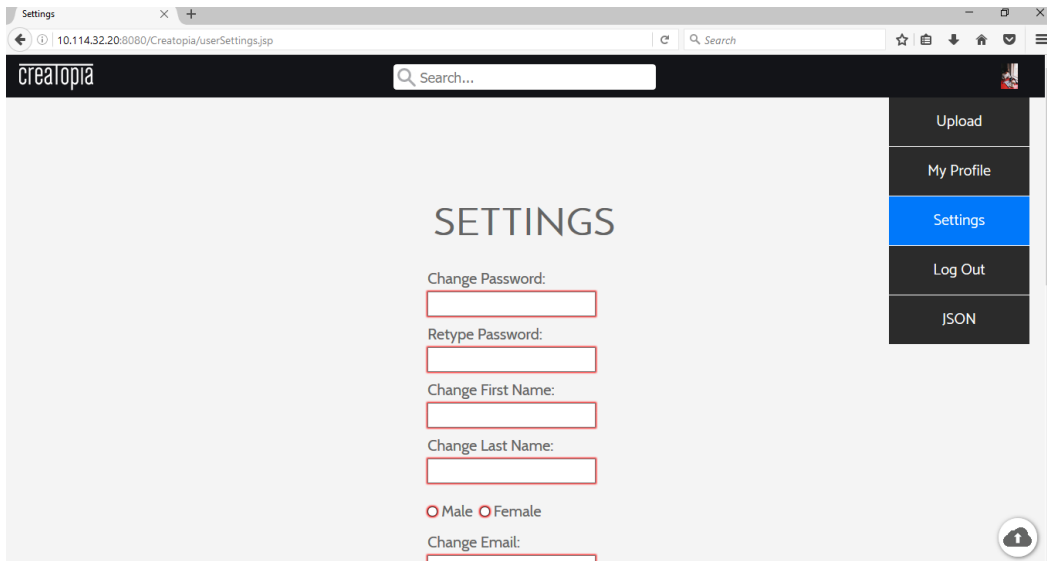 Settings
10.114.32.20:8080/Creatopia/userSettings.jsp
Search
creaTopia
Search...
Upload
My Profile
Settings
Log Out
JSON
SETTINGS
Change Password:
Retype Password:
Change First Name:
Change Last Name:
Male Female
Change Email: